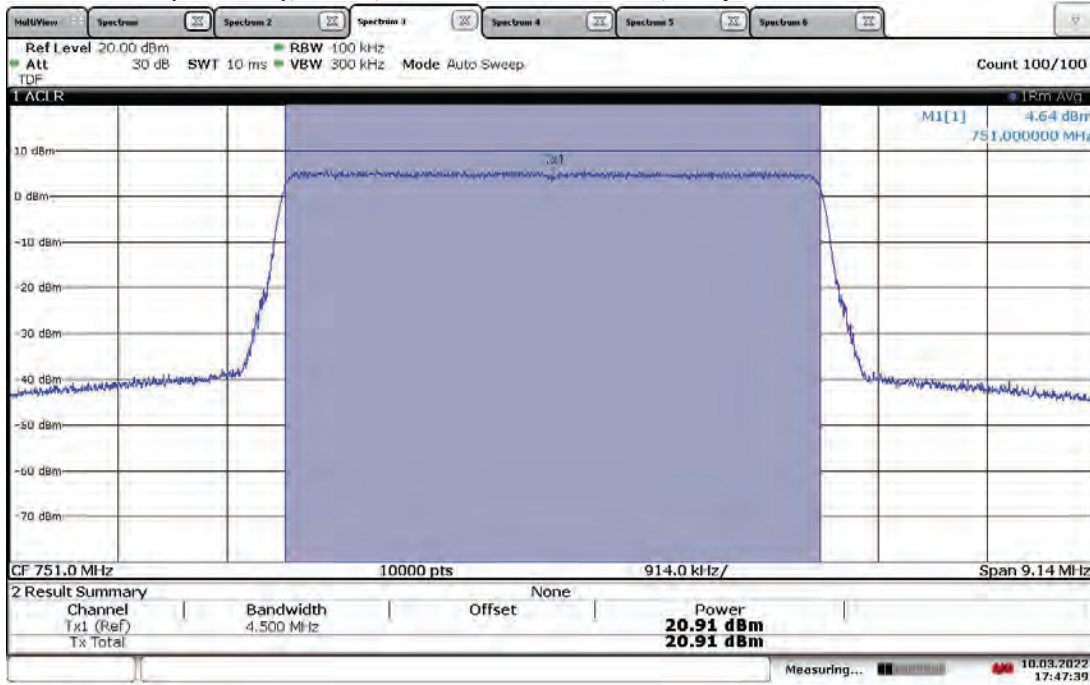 MultiView Spectrum Spectrum 2 Spectrum 3 Spectrum 4 Spectrum 5 Spectrum 6
Ref Level 20.00 dBm RBW 100 kHz
Att 30 dB SWT 10 ms VBW 300 kHz Mode Auto Sweep Count 100/100
TDF
1 ACLR 1Rm Avg
M1[1] 4.64 dBm
751.000000 MHz
10 dBm
Tx1
0 dBm
-10 dBm
-20 dBm
-30 dBm
-40 dBm
-50 dBm
-60 dBm
-70 dBm
CF 751.0 MHz 10000 pts 914.0 kHz/ Span 9.14 MHz
2 Result Summary None
Channel Bandwidth Offset Power
Tx1 (Ref) 4.500 MHz 20.91 dBm
Tx Total 20.91 dBm
Measuring... 10.03.2022
17:47:39